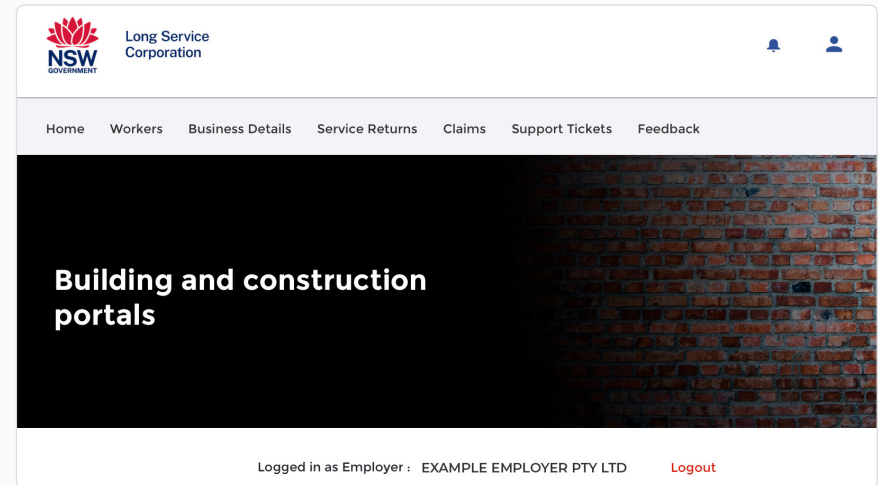 Long Service
Corporation
NSW
GOVERNMENT
Home Workers Business Details Service Returns Claims Support Tickets Feedback
Building and construction
portals
Logged in as Employer : EXAMPLE EMPLOYER PTY LTD Logout